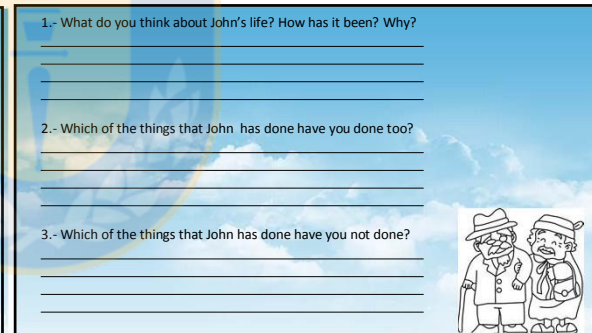 1.- What do you think about John's life? How has it been? Why?
2.- Which of the things that John  has done have you done too?
3.- Which of the things that John has done have you not done?